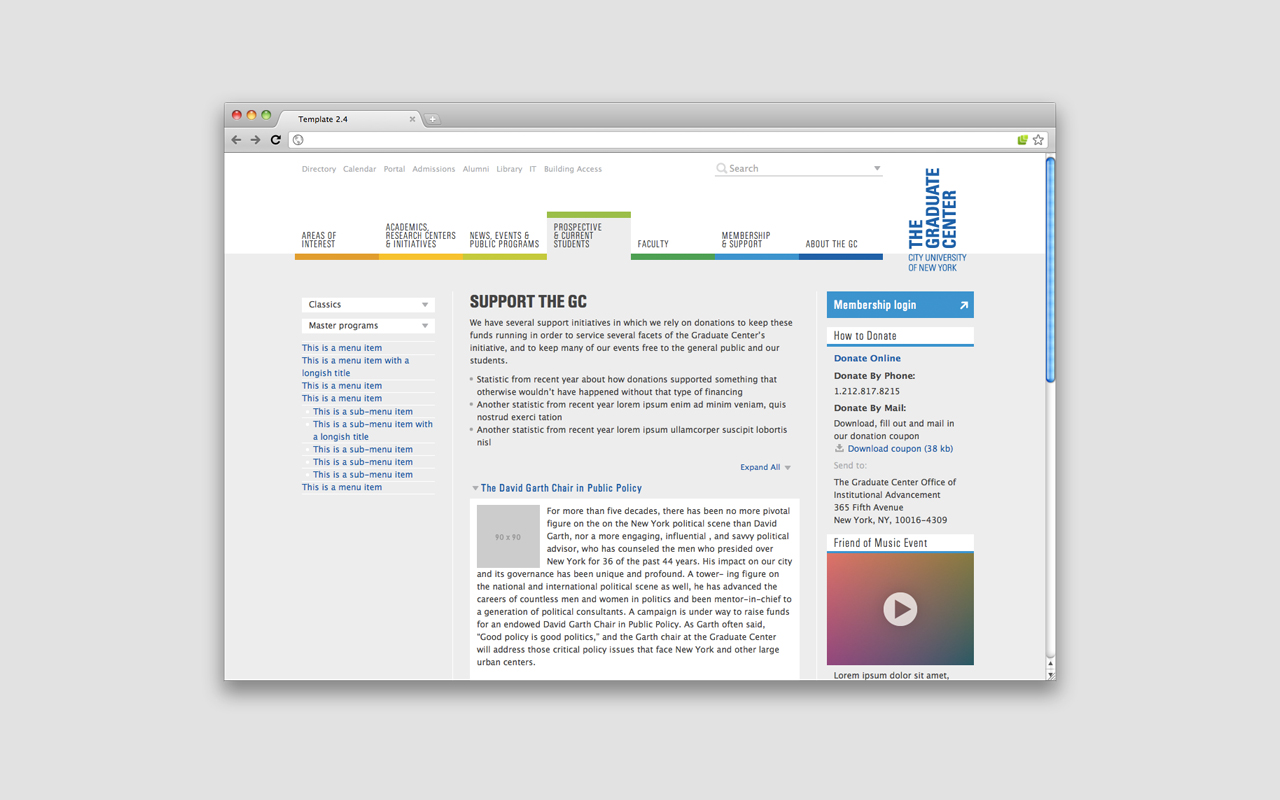 Template 2.4
Directory Calendar Portal Admissions Alumni Library IT Building Access
Search
THE
GRADUATE
CENTER
CITY UNIVERSITY
OF NEW YORK
AREAS OF
INTEREST
ACADEMICS,
RESEARCH CENTERS
& INITIATIVES
NEWS, EVENTS &
PUBLIC PROGRAMS
PROSPECTIVE
& CURRENT
STUDENTS
FACULTY
MEMBERSHIP
& SUPPORT
ABOUT THE GC
Classics
Master programs
This is a menu item
This is a menu item with a
longish title
This is a menu item
This is a menu item
This is a sub-menu item
This is a sub-menu item with
a longish title
This is a sub-menu item
This is a sub-menu item
This is a sub-menu item
This is a menu item
SUPPORT THE GC
We have several support initiatives in which we rely on donations to keep these
funds running in order to service several facets of the Graduate Center's
initiative, and to keep many of our events free to the general public and our
students.
Statistic from recent year about how donations supported something that
otherwise wouldn't have happened without that type of financing
Another statistic from recent year lorem ipsum enim ad minim veniam, quis
nostrud exerci tation
Another statistic from recent year lorem ipsum ullamcorper suscipit lobortis
nisl
Expand All
The David Garth Chair in Public Policy
90 x 90
For more than five decades, there has been no more pivotal
figure on the on the New York political scene than David
Garth, nor a more engaging, influential , and savvy political
advisor, who has counseled the men who presided over
New York for 36 of the past 44 years. His impact on our city
and its governance has been unique and profound. A tower- ing figure on
the national and international political scene as well, he has advanced the
careers of countless men and women in politics and been mentor-in-chief to
a generation of political consultants. A campaign is under way to raise funds
for an endowed David Garth Chair in Public Policy. As Garth often said,
"Good policy is good politics," and the Garth chair at the Graduate Center
will address those critical policy issues that face New York and other large
urban centers.
Membership login
How to Donate
Donate Online
Donate By Phone:
1.212.817.8215
Donate By Mail:
Download, fill out and mail in
our donation coupon
Download coupon (38 kb)
Send to:
The Graduate Center Office of
Institutional Advancement
365 Fifth Avenue
New York, NY, 10016-4309
Friend of Music Event
Lorem ipsum dolor sit amet,